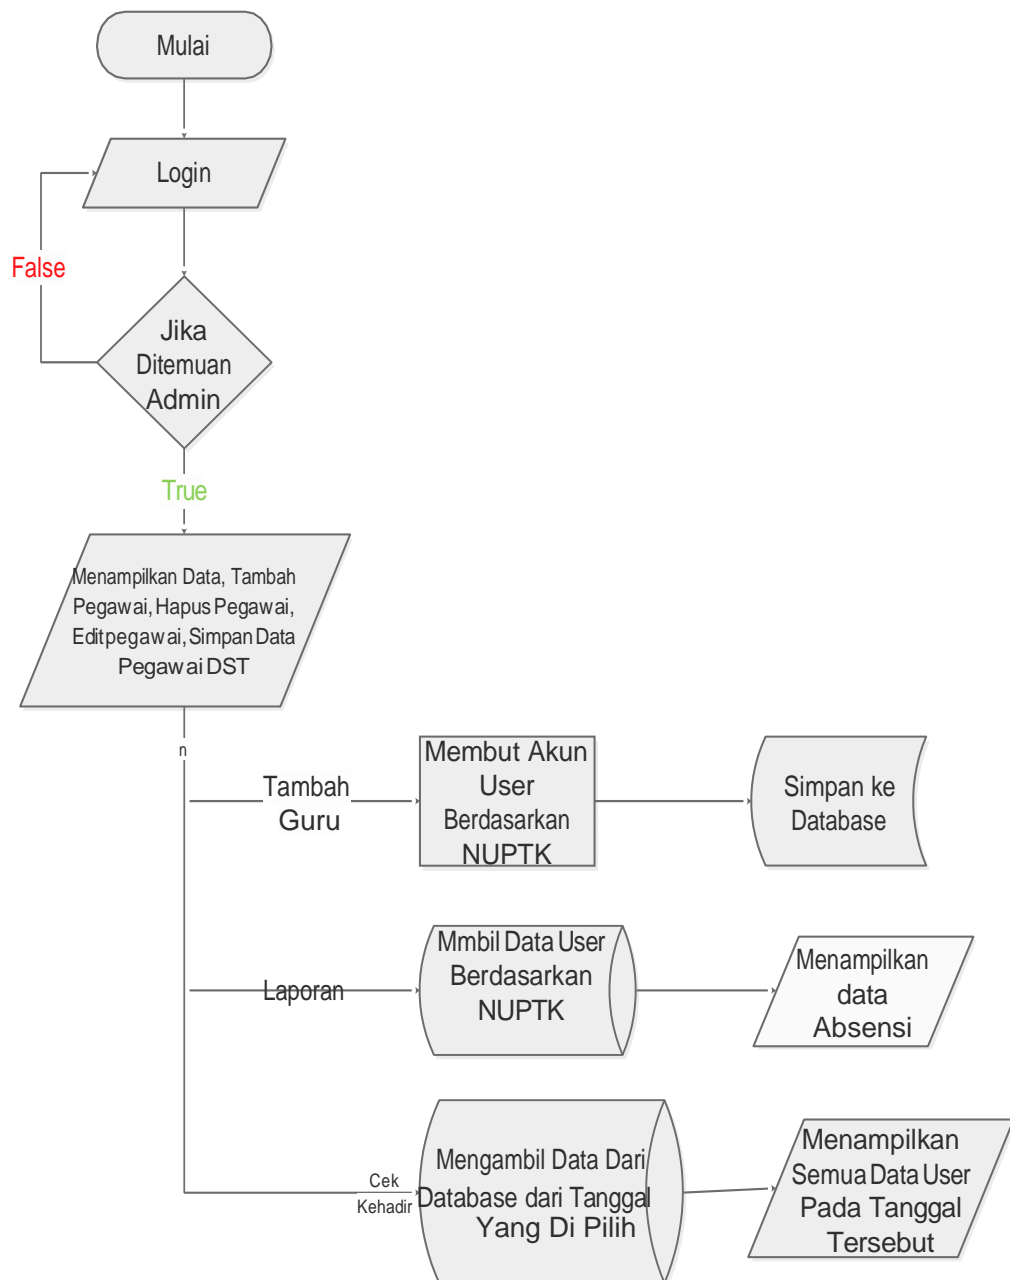 Mulai
Login
False
Jika
Ditemuan
Admin
True
Menampilkan Data, Tambah
Pegawai, Hapus Pegawai,
Editpegawai, Simpan Data
Pegawai DST
n
Tambah
Guru
Membut Akun
User
Berdasarkan
NUPTK
Simpan ke
Database
Laporan
Mmbil Data User
Berdasarkan
NUPTK
Menampilkan
data
Absensi
Cek
Kehadir
Mengambil Data Dari
Database dari Tanggal
Yang Di Pilih
Menampilkan
Semua Data User
Pada Tanggal
Tersebut